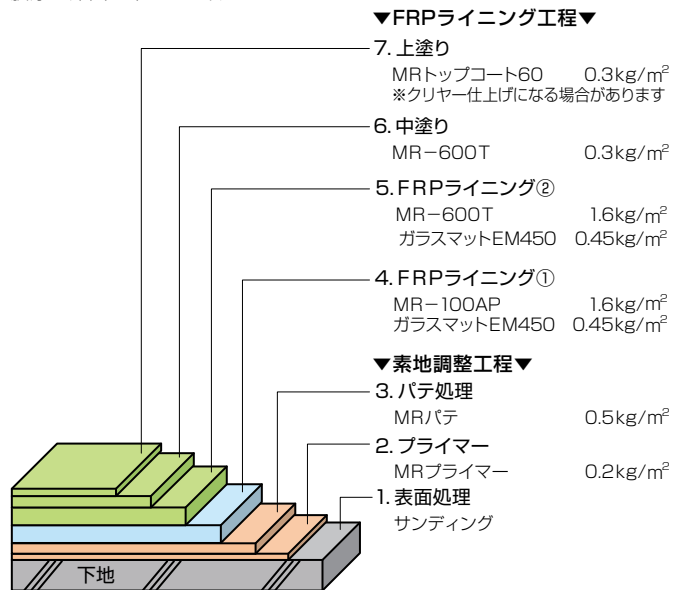 ▼FRPライニング工程▼
7. 上塗り
MRトップコート60 0.3kg/m²
※クリヤー仕上げになる場合があります
6. 中塗り
MR−600T 0.3kg/m²
5. FRPライニング②
MR−600T 1.6kg/m²
ガラスマットEM450 0.45kg/m²
4. FRPライニング①
MR−100AP 1.6kg/m²
ガラスマットEM450 0.45kg/m²
▼素地調整工程▼
3. パテ処理
MRパテ 0.5kg/m²
2. プライマー
MRプライマー 0.2kg/m²
1. 表面処理
サンディング
下地